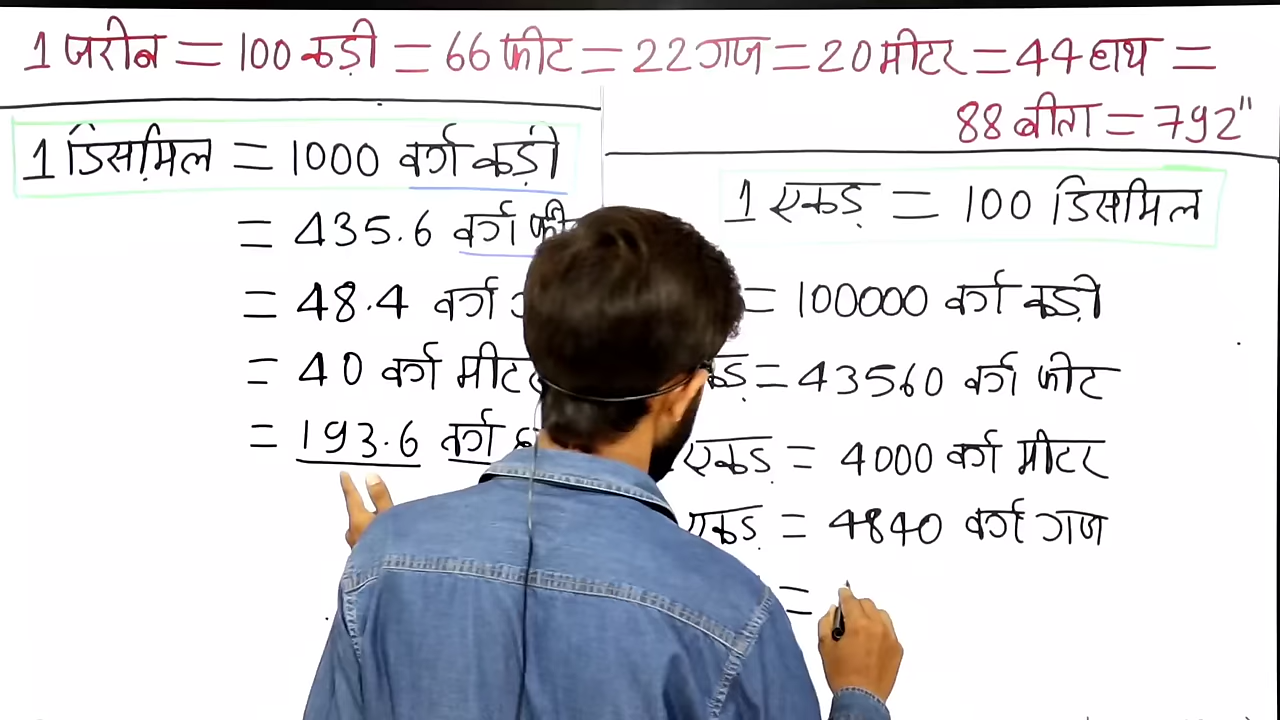 1 जरीब = 100 कड़ी = 66 फीट = 22 गज = 20 मीटर = 44 हाथ =
88 बीता = 792"
1 डिसमिल = 1000 वर्ग कड़ी
= 435.6 वर्ग
= 48.4 वर्ग
= 40 वर्ग मीटर
= 193.6 वर्ग
1 एकड़ = 100 डिसमिल
= 100000 वर्ग कड़ी
= 43560 वर्ग फीट
एकड़ = 4000 वर्ग मीटर
एकड़ = 4840 वर्ग गज
=